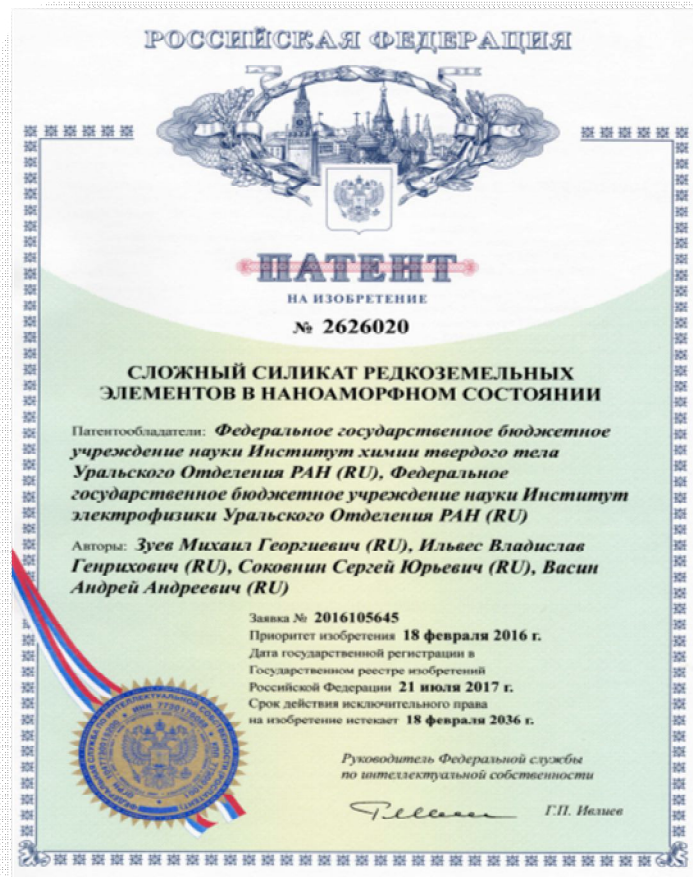 РОССИЙСКАЯ ФЕДЕРАЦИЯ
ПАТЕНТ
НА ИЗОБРЕТЕНИЕ
№ 2626020
СЛОЖНЫЙ СИЛИКАТ РЕДКОЗЕМЕЛЬНЫХ
ЭЛЕМЕНТОВ В НАНОАМОРФНОМ СОСТОЯНИИ
Патентообладатели: Федеральное государственное бюджетное
учреждение науки Институт химии твердого тела
Уральского Отделения РАН (RU), Федеральное
государственное бюджетное учреждение науки Институт
электрофизики Уральского Отделения РАН (RU)
Авторы: Зуев Михаил Георгиевич (RU), Ильвес Владислав
Генрихович (RU), Соковнин Сергей Юрьевич (RU), Васин
Андрей Андреевич (RU)
Заявка № 2016105645
Приоритет изобретения 18 февраля 2016 г.
Дата государственной регистрации в
Государственном реестре изобретений
Российской Федерации 21 июля 2017 г.
Срок действия исключительного права
на изобретение истекает 18 февраля 2036 г.
Руководитель Федеральной службы
по интеллектуальной собственности
Г.П. Ивлиев